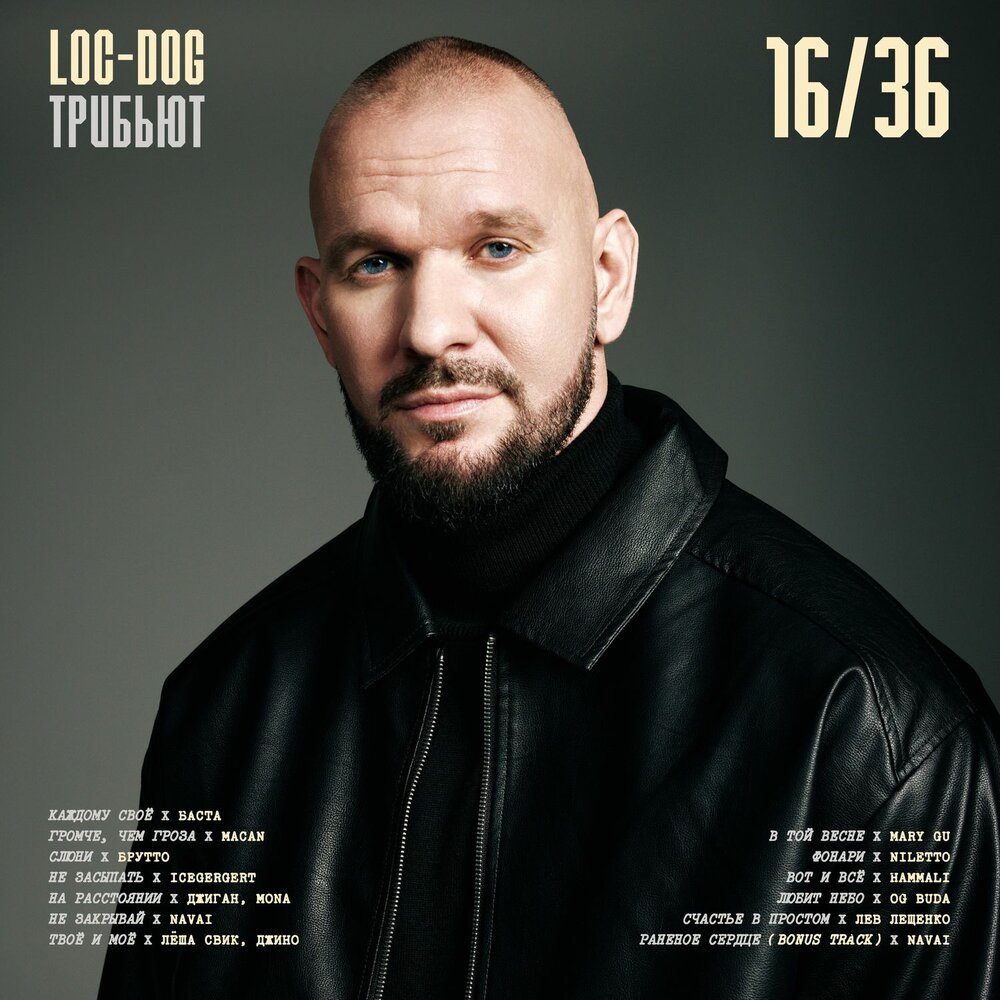 LOC-DOG
ТРИБЬЮТ
16/36
КАЖДОМУ СВОЁ X БАСТА
ГРОМЧЕ, ЧЕМ ГРОЗА X MACAN
СЛЮНИ X БРУТТО
НЕ ЗАСЫПАТЬ X ICEGERGERT
НА РАССТОЯНИИ X ДЖИГАН, MONA
НЕ ЗАКРЫВАЙ X NAVAI
ТВОЁ И МОЁ X ЛЁША СВИК, ДЖИНО
В ТОЙ ВЕСНЕ X MARY GU
ФОНАРИ X NILETTO
ВОТ И ВСЁ X HAMMALI
ЛЮБИТ НЕБО X OG BUDA
СЧАСТЬЕ В ПРОСТОМ X ЛЕВ ЛЕЩЕНКО
РАНЕНОЕ СЕРДЦЕ (BONUS TRACK) X NAVAI